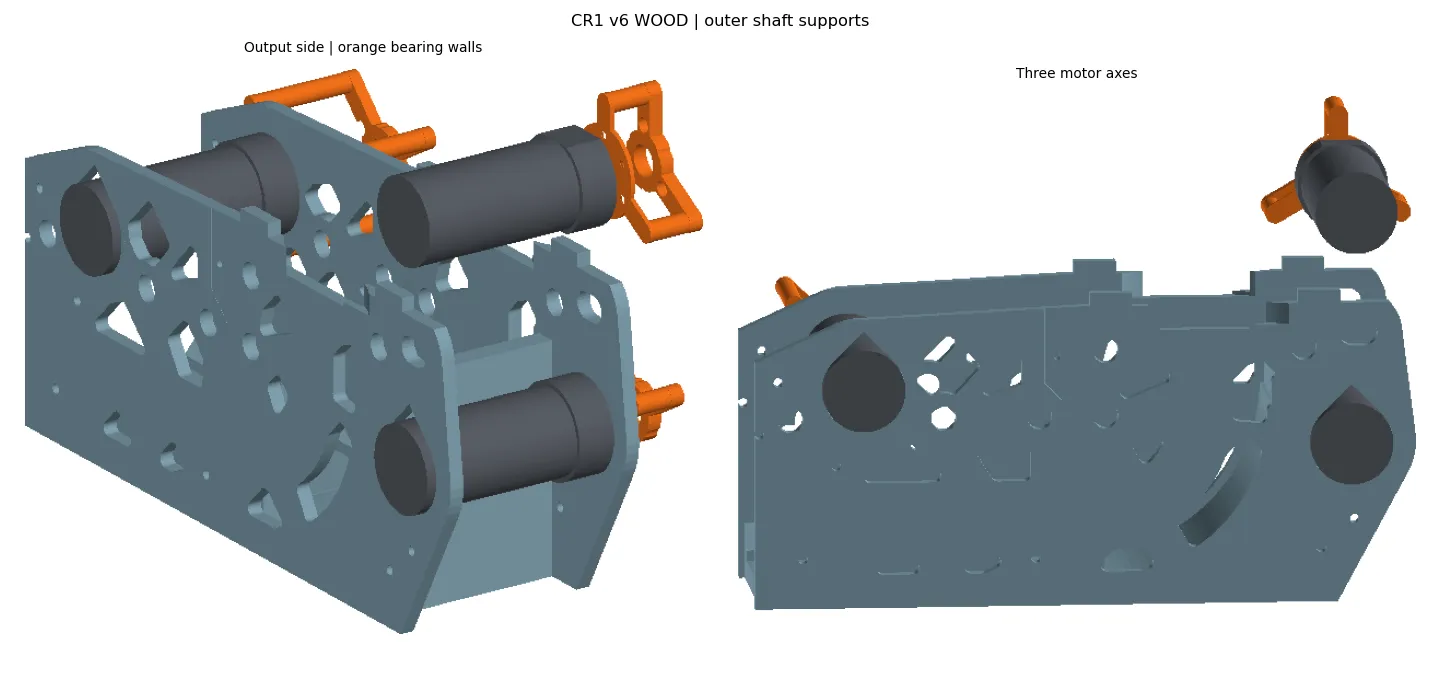 CR1 v6 WOOD | outer shaft supports
Output side | orange bearing walls
Three motor axes